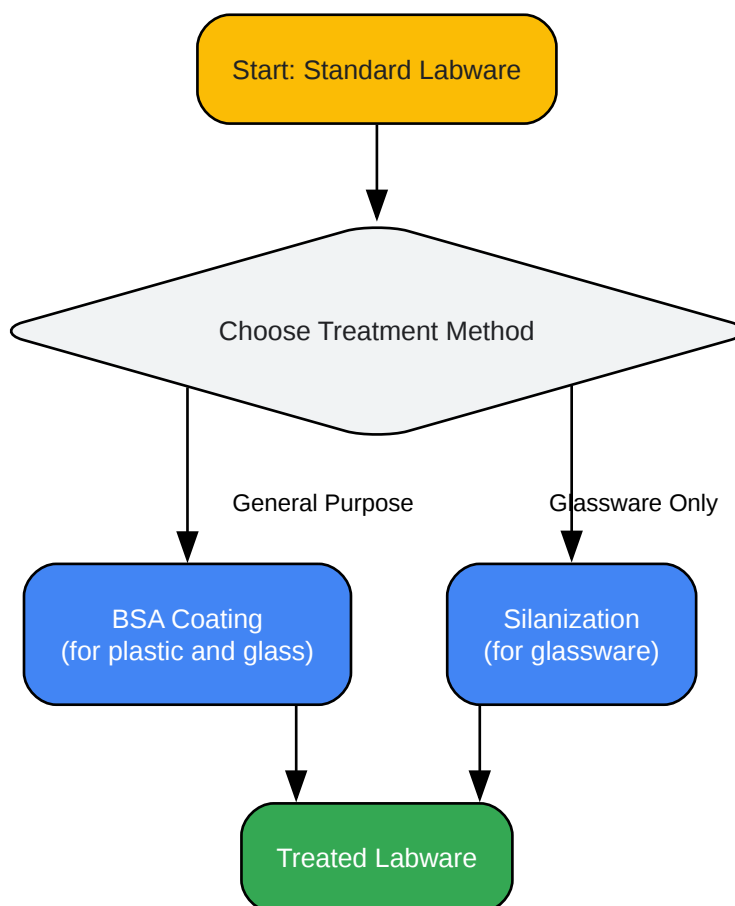 Start: Standard Labware
Choose Treatment Method
General Purpose
Glassware Only
BSA Coating
(for plastic and glass)
Silanization
(for glassware)
Treated Labware